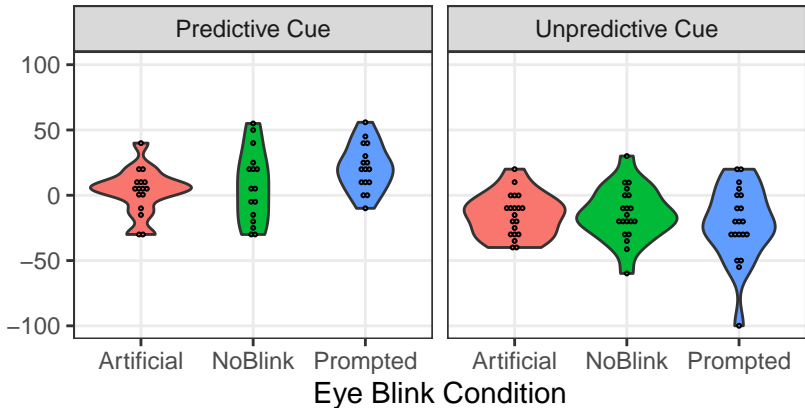 Predictive Cue
Unpredictive Cue
100
50
0
−50
−100
Artificial NoBlink Prompted
Artificial NoBlink Prompted
Eye Blink Condition